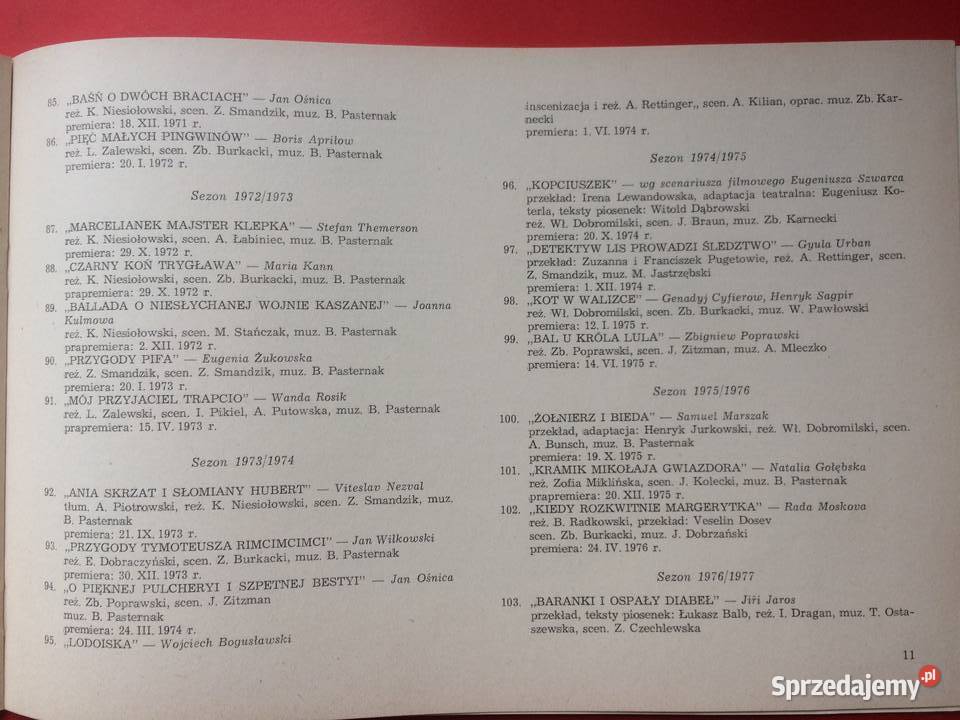 85. „BAŚŃ O DWÓCH BRACIACH” — Jan Ośnica
reż. K. Niesiołowski, scen. Z. Smandzik, muz. B. Pasternak
premiera: 18. XII. 1971 r.
86. „PIĘĆ MAŁYCH PINGWINÓW” — Boris Apriłow
reż. L. Zalewski, scen. Zb. Burkacki, muz. B. Pasternak
premiera: 20. I. 1972 r.
Sezon 1972/1973
87. „MARCELIANEK MAJSTER KLEPKA” — Stefan Themerson
reż. K. Niesiołowski, scen. A. Łabiniec, muz. B. Pasternak
premiera: 29. X. 1972 r.
88. „CZARNY KOŃ TRYGŁAWA” — Maria Kann
reż. K. Niesiołowski, scen. Zb. Burkacki, muz. B. Pasternak
prapremiera: 29. X. 1972 r.
89. „BALLADA O NIESŁYCHANEJ WOJNIE KASZANEJ” — Joanna
Kulmowa
reż. K. Niesiołowski, scen. M. Stańczak, muz. B. Pasternak
prapremiera: 2. XII. 1972 r.
90. „PRZYGODY PIFA” — Eugenia Żukowska
reż. Z. Smandzik, scen. Z. Smandzik, muz. B. Pasternak
premiera: 20. I. 1973 r.
91. „MÓJ PRZYJACIEL TRAPCIO” — Wanda Rosik
reż. L. Zalewski, scen. I. Pikiel, A. Putowska, muz. B. Pasternak
prapremiera: 15. IV. 1973 r.
Sezon 1973/1974
92. „ANIA SKRZAT I SŁOMIANY HUBERT” — Viteslav Nezval
tłum. A. Piotrowski, reż. K. Niesiołowski, scen. Z. Smandzik, muz.
B. Pasternak
premiera: 21. IX. 1973 r.
93. „PRZYGODY TYMOTEUSZA RIMCIMCIMCI” — Jan Wilkowski
reż. E. Dobraczyński, scen. Z. Burkacki, muz. B. Pasternak
premiera: 30. XII. 1973 r.
94. „O PIĘKNEJ PULCHERYI I SZPETNEJ BESTYI” — Jan Ośnica
reż. Zb. Poprawski, scen. J. Zitzman
muz. B. Pasternak
premiera: 24. III. 1974 r.
95. „LODOISKA” — Wojciech Bogusławski
inscenizacja i reż. A. Rettinger,, scen. A. Kilian, oprac. muz. Zb. Kar-
necki
premiera: 1. VI. 1974 r.
Sezon 1974/1975
96. „KOPCIUSZEK” — wg scenariusza filmowego Eugeniusza Szwarca
przekład: Irena Lewandowska, adaptacja teatralna: Eugeniusz Ko-
terla, teksty piosenek: Witold Dąbrowski
reż. Wł. Dobromilski, scen. J. Braun, muz. Zb. Karnecki
premiera: 20. X. 1974 r.
97. „DETEKTYW LIS PROWADZI ŚLEDZTWO” — Gyula Urban
przekład: Zuzanna i Franciszek Pugetowie, reż. A. Rettinger, scen.
Z. Smandzik, muz. M. Jastrzębski
premiera: 1. XII. 1974 r.
98. „KOT W WALIZCE” — Genadyj Cyfierow, Henryk Sagpir
reż. Wł. Dobromilski, scen. Zb. Burkacki, muz. W. Pawłowski
premiera: 12. I. 1975 r.
99. „BAL U KRÓLA LULA” — Zbigniew Poprawski
reż. Zb. Poprawski, scen. J. Zitzman, muz. A. Mleczko
premiera: 14. VI. 1975 r.
Sezon 1975/1976
100. „ŻOŁNIERZ I BIEDA” — Samuel Marszak
przekład, adaptacja: Henryk Jurkowski, reż. Wł. Dobromilski, scen.
A. Bunsch, muz. B. Pasternak
premiera: 19. X. 1975 r.
101. „KRAMIK MIKOŁAJA GWIAZDORA” — Natalia Gołębska
reż. Zofia Miklińska, scen. J. Kolecki, muz. B. Pasternak
prapremiera: 20. XII. 1975 r.
102. „KIEDY ROZKWITNIE MARGERYTKA” — Rada Moskova
reż. B. Radkowski, przekład: Veselin Dosev
scen. Zb. Burkacki, muz. J. Dobrzański
premiera: 24. IV. 1976 r.
Sezon 1976/1977
103. „BARANKI I OSPAŁY DIABEŁ” — Jiři Jaros
przekład, teksty piosenek: Łukasz Balb, reż. I. Dragan, muz. T. Osta-
szewska, scen. Z. Czechlewska
11
Sprzedajemy.pl